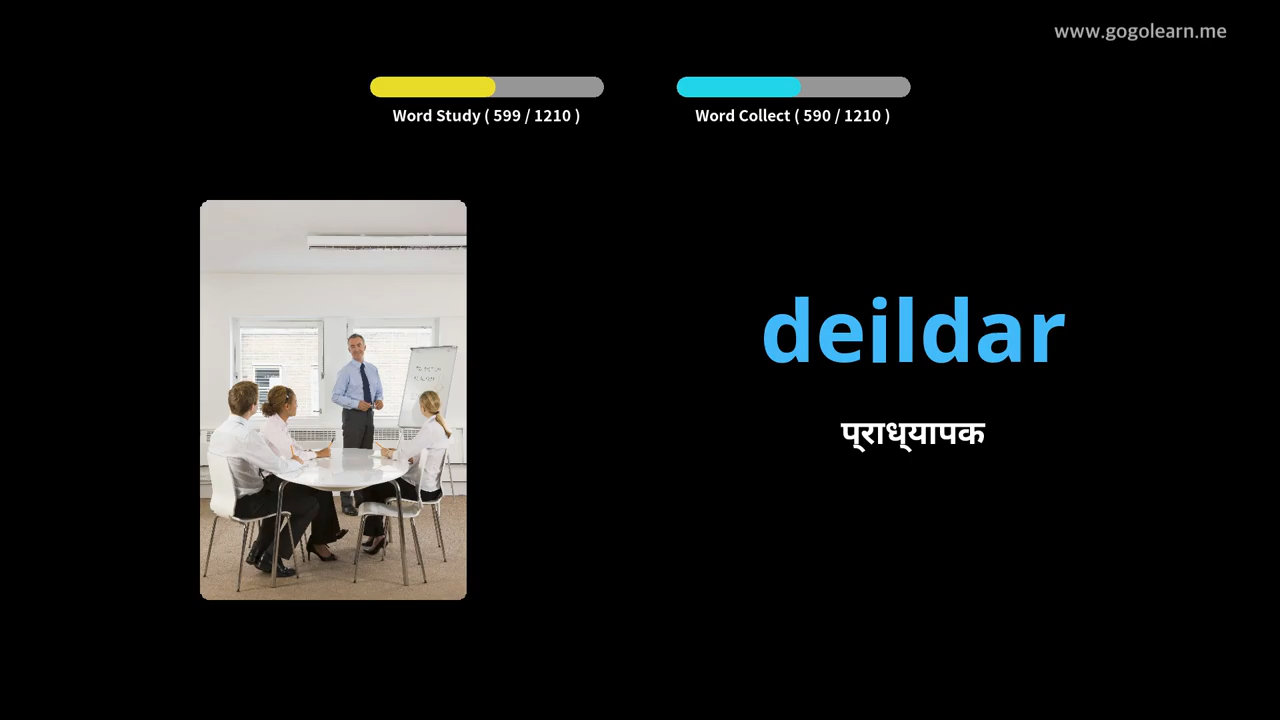 www.gogolearn.me
Word Study ( 599 / 1210 )
Word Collect ( 590 / 1210 )
deildar
प्राध्यापक